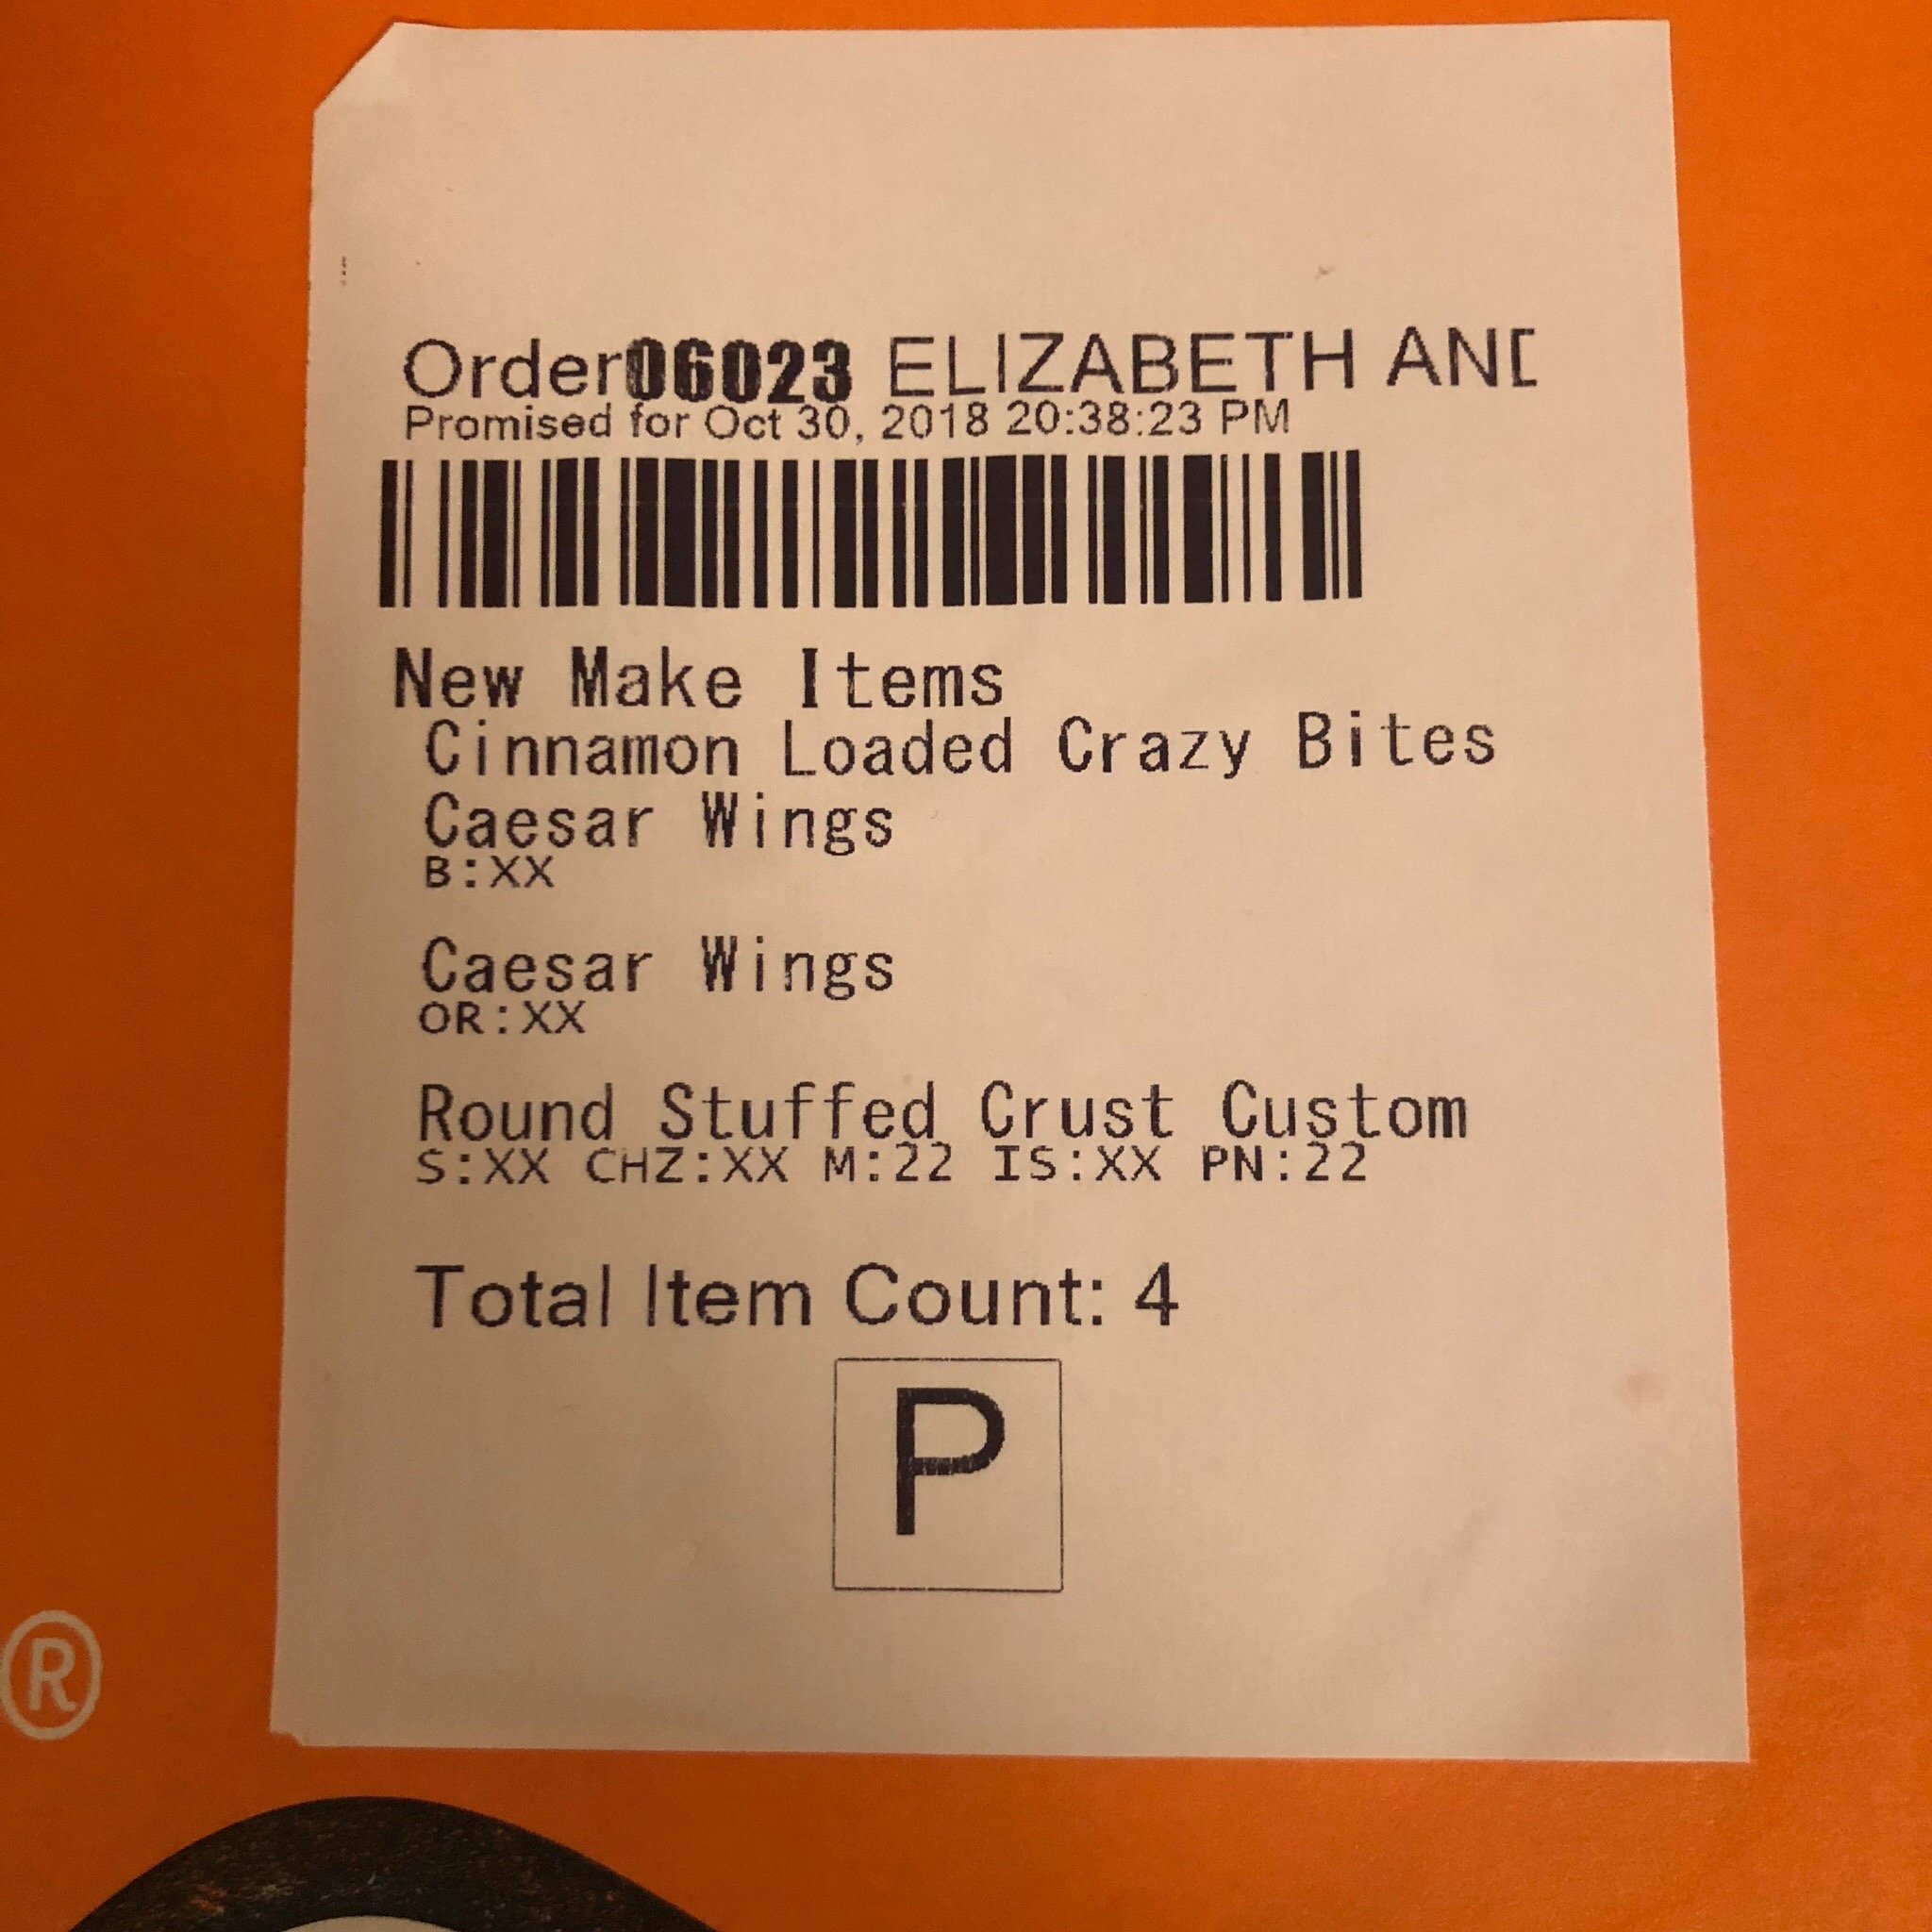 Order06023 ELIZABETH AND
Promised for Oct 30, 2018 20:38:23 PM
New Make Items
Cinnamon Loaded Crazy Bites
Caesar Wings
B:XX
Caesar Wings
OR:XX
Round Stuffed Crust Custom
S:XX CHZ:XX M:22 IS:XX PN:22
Total Item Count: 4
P
®